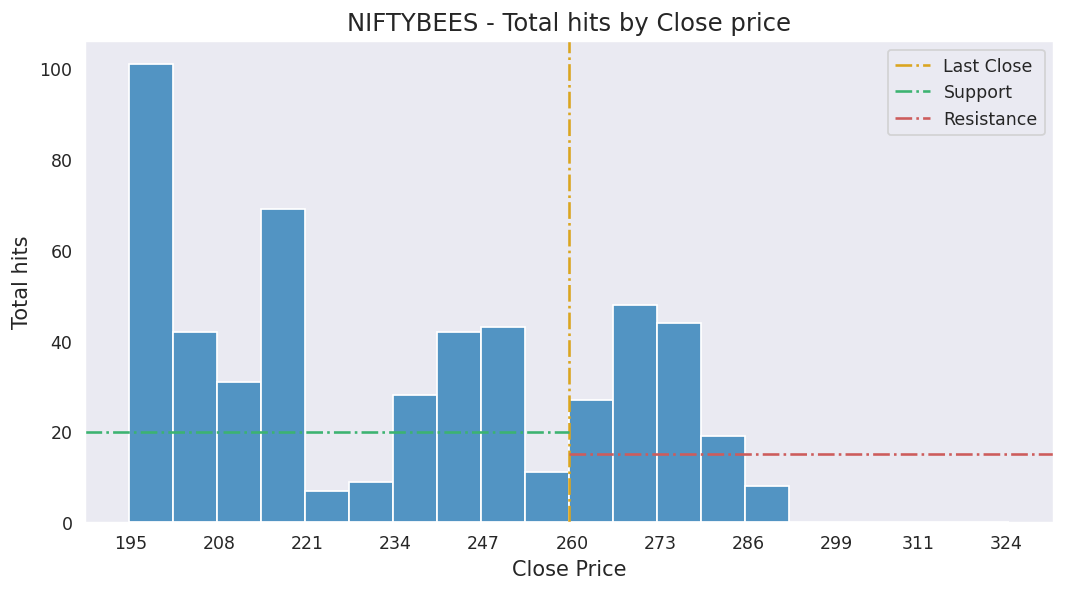 NIFTYBEES - Total hits by Close price
Last Close
Support
Resistance
Total hits
100
80
60
40
20
0
195 208 221 234 247 260 273 286 299 311 324
Close Price